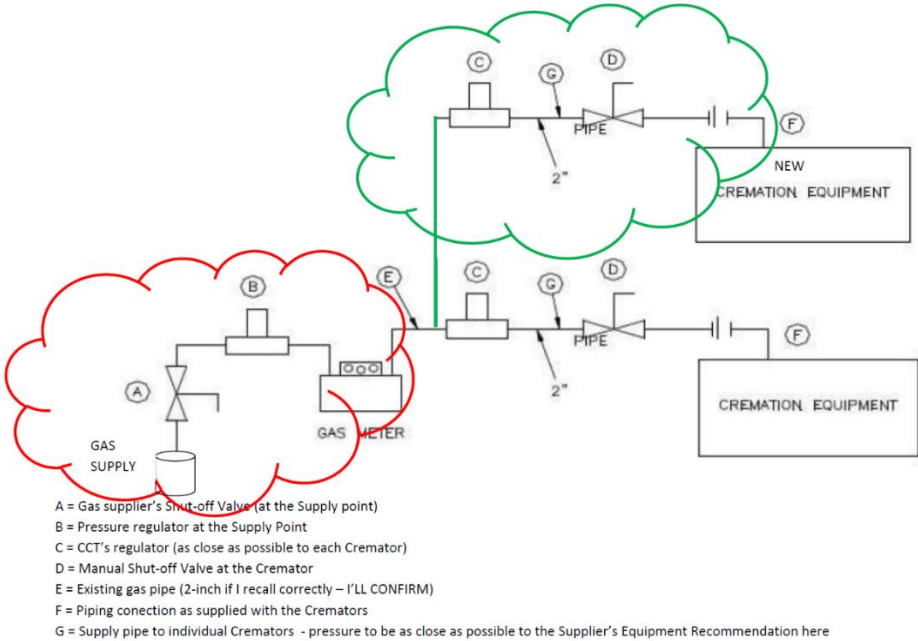 C
G
D
PIPE
2"
F
NEW
CREMATION EQUIPMENT
B
E
C
G
D
PIPE
2"
F
A
GAS METER
CREMATION EQUIPMENT
GAS
SUPPLY
A = Gas supplier's Shut-off Valve (at the Supply point)
B = Pressure regulator at the Supply Point
C = CCT's regulator (as close as possible to each Cremator)
D = Manual Shut-off Valve at the Cremator
E = Existing gas pipe (2-inch if I recall correctly – I'LL CONFIRM)
F = Piping conection as supplied with the Cremators
G = Supply pipe to individual Cremators - pressure to be as close as possible to the Supplier's Equipment Recommendation here